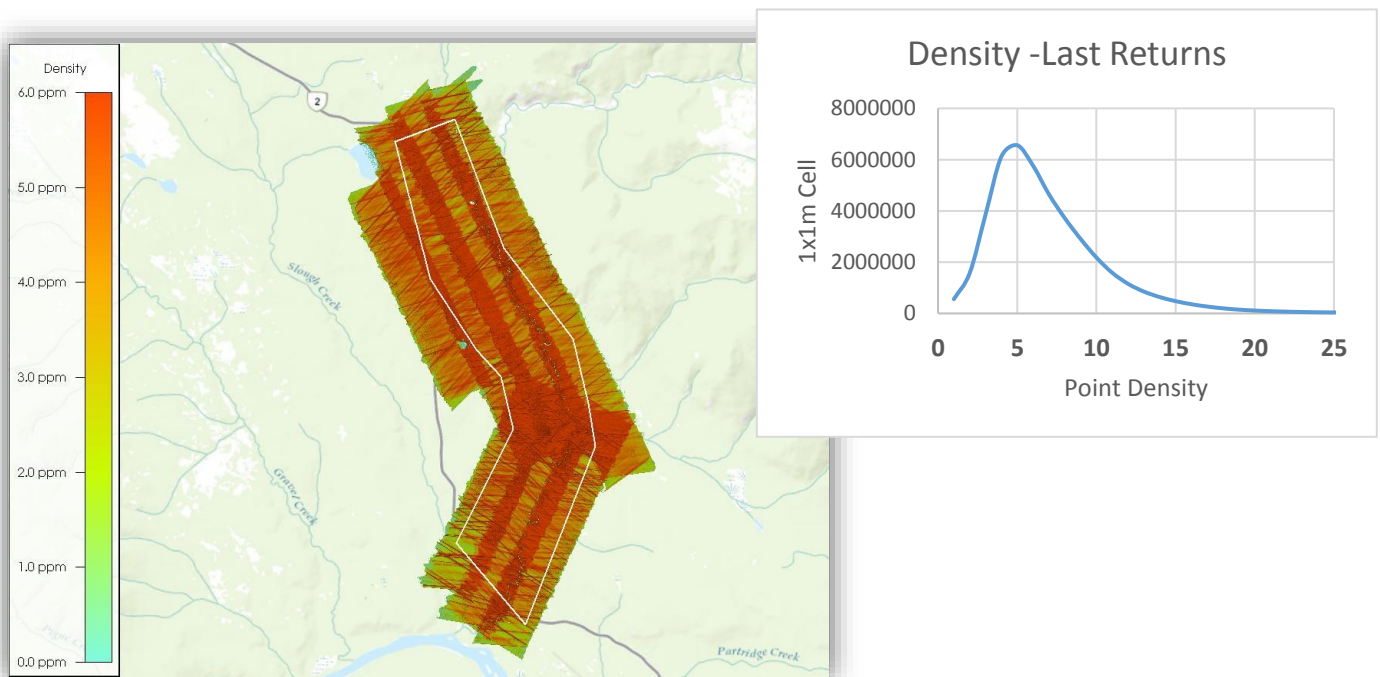 Density
6.0 ppm
5.0 ppm
4.0 ppm
3.0 ppm
2.0 ppm
1.0 ppm
0.0 ppm
2
Slough Creek
Gravel Creek
Partridge Creek
Density -Last Returns
1x1m Cell
8000000
6000000
4000000
2000000
0
0 5 10 15 20 25
Point Density